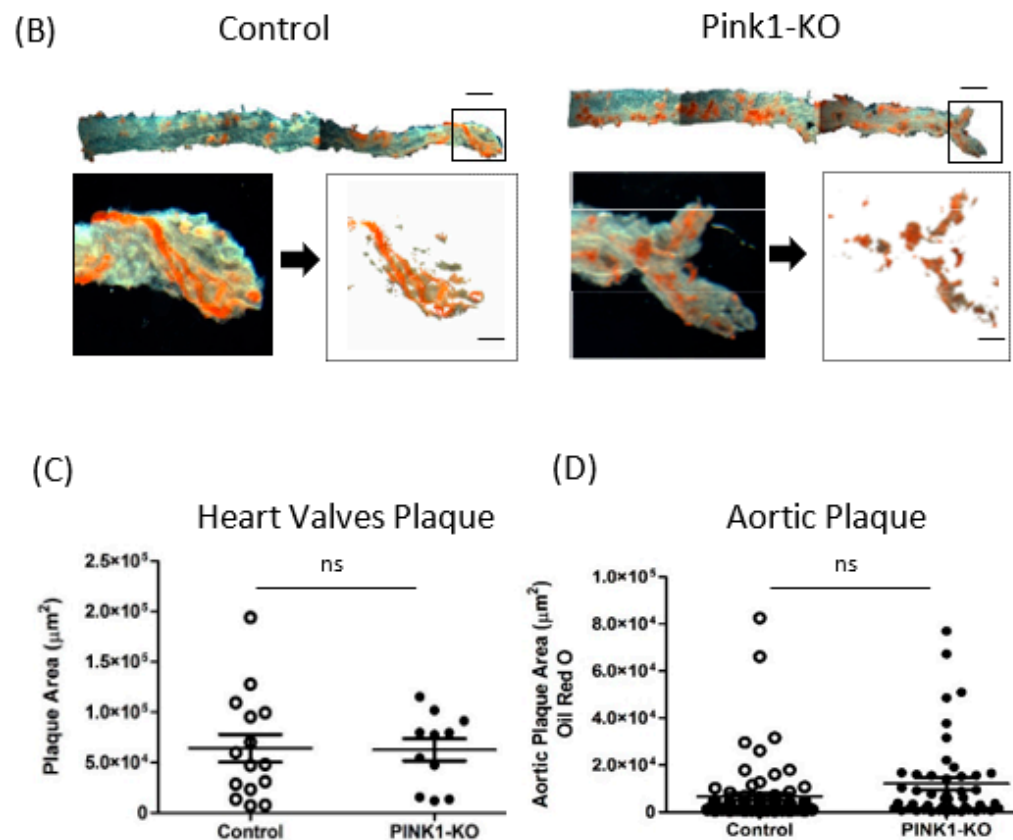 (B)
Control
Pink1-KO
(C)
Heart Valves Plaque
Plaque Area (μm²)
2.5×10⁵
2.0×10⁵
1.5×10⁵
1.0×10⁵
5.0×10⁴
0
ns
Control
PINK1-KO
(D)
Aortic Plaque
Aortic Plaque Area (μm²)
Oil Red O
1.0×10⁵
8.0×10⁴
6.0×10⁴
4.0×10⁴
2.0×10⁴
0
ns
Control
PINK1-KO